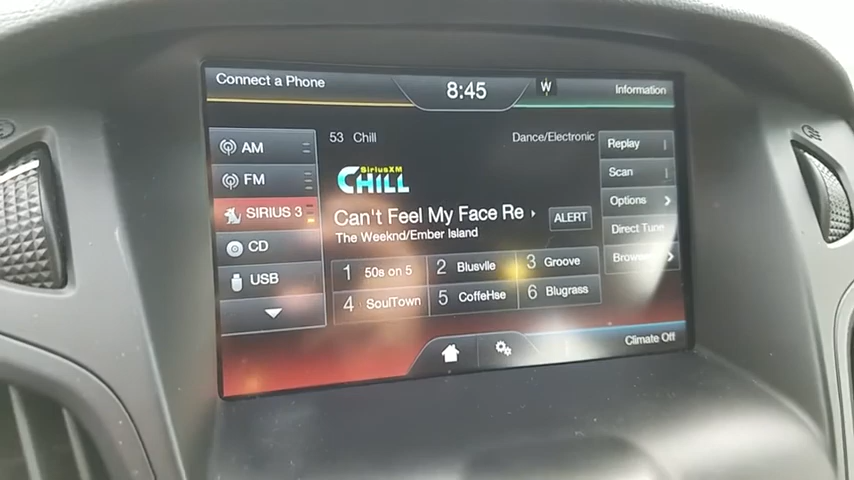 Connect a Phone
8:45
W
Information
AM
FM
SIRIUS 3
CD
USB
53 Chill
Dance/Electronic
SiriusXM
CHILL
Can't Feel My Face Re
The Weeknd/Ember Island
ALERT
1 50s on 5
2 Blusvlle
3 Groove
4 SoulTown
5 CoffeHse
6 Blugrass
Replay
Scan
Options
Direct Tune
Browse
Climate Off